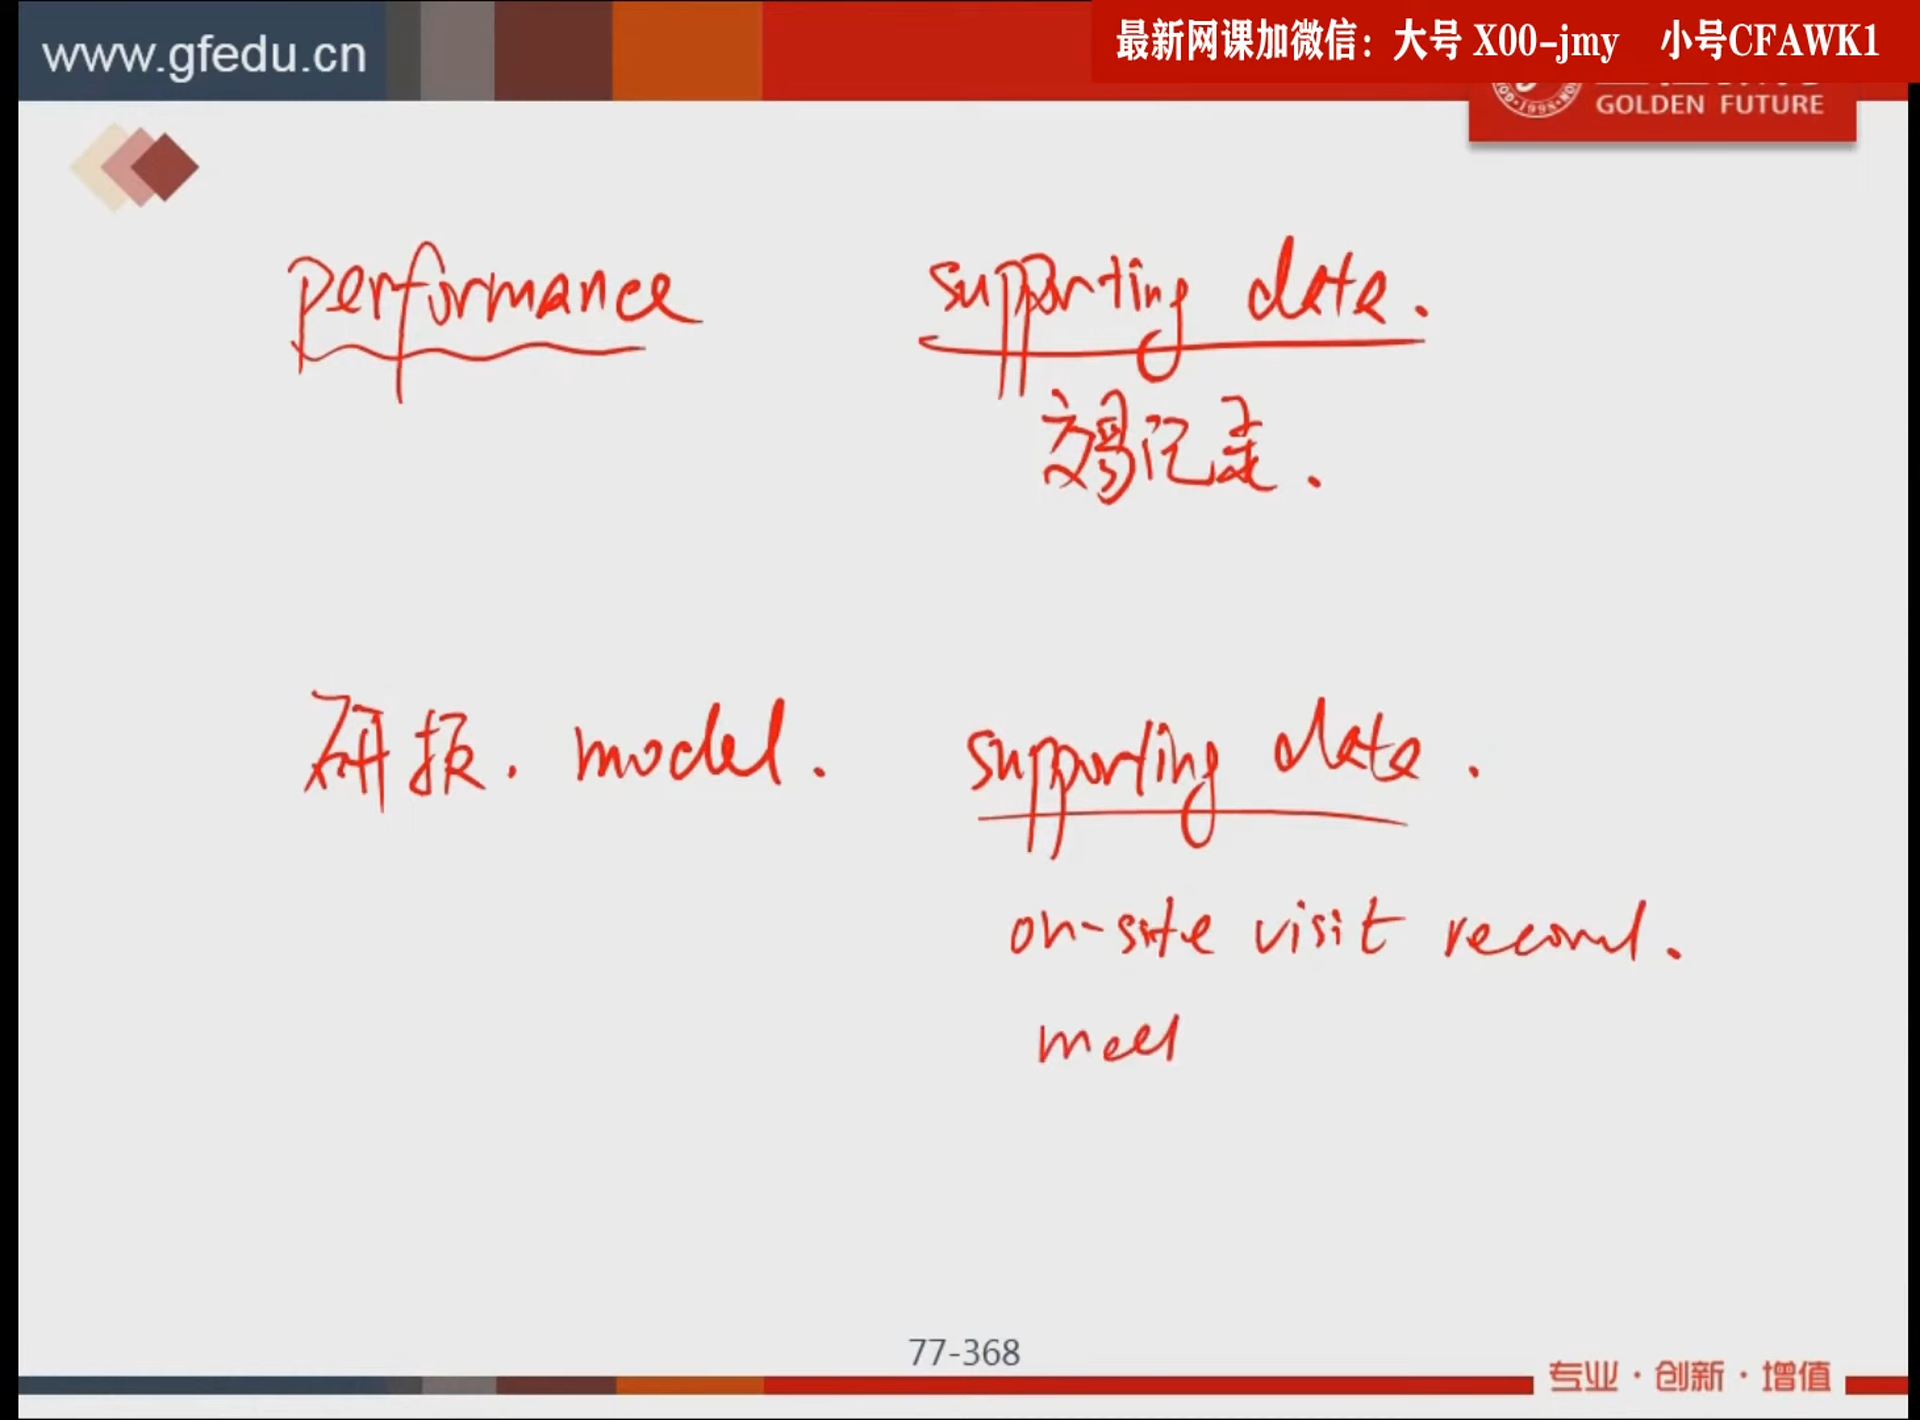 www.gfedu.cn
最新网课加微信：大号 X00-jmy 小号CFAWK1
GOLDEN FUTURE
performance supporting data.
交易记录.
研报. model. supporting data.
on-site visit record.
meet
77-368
专业·创新·增值